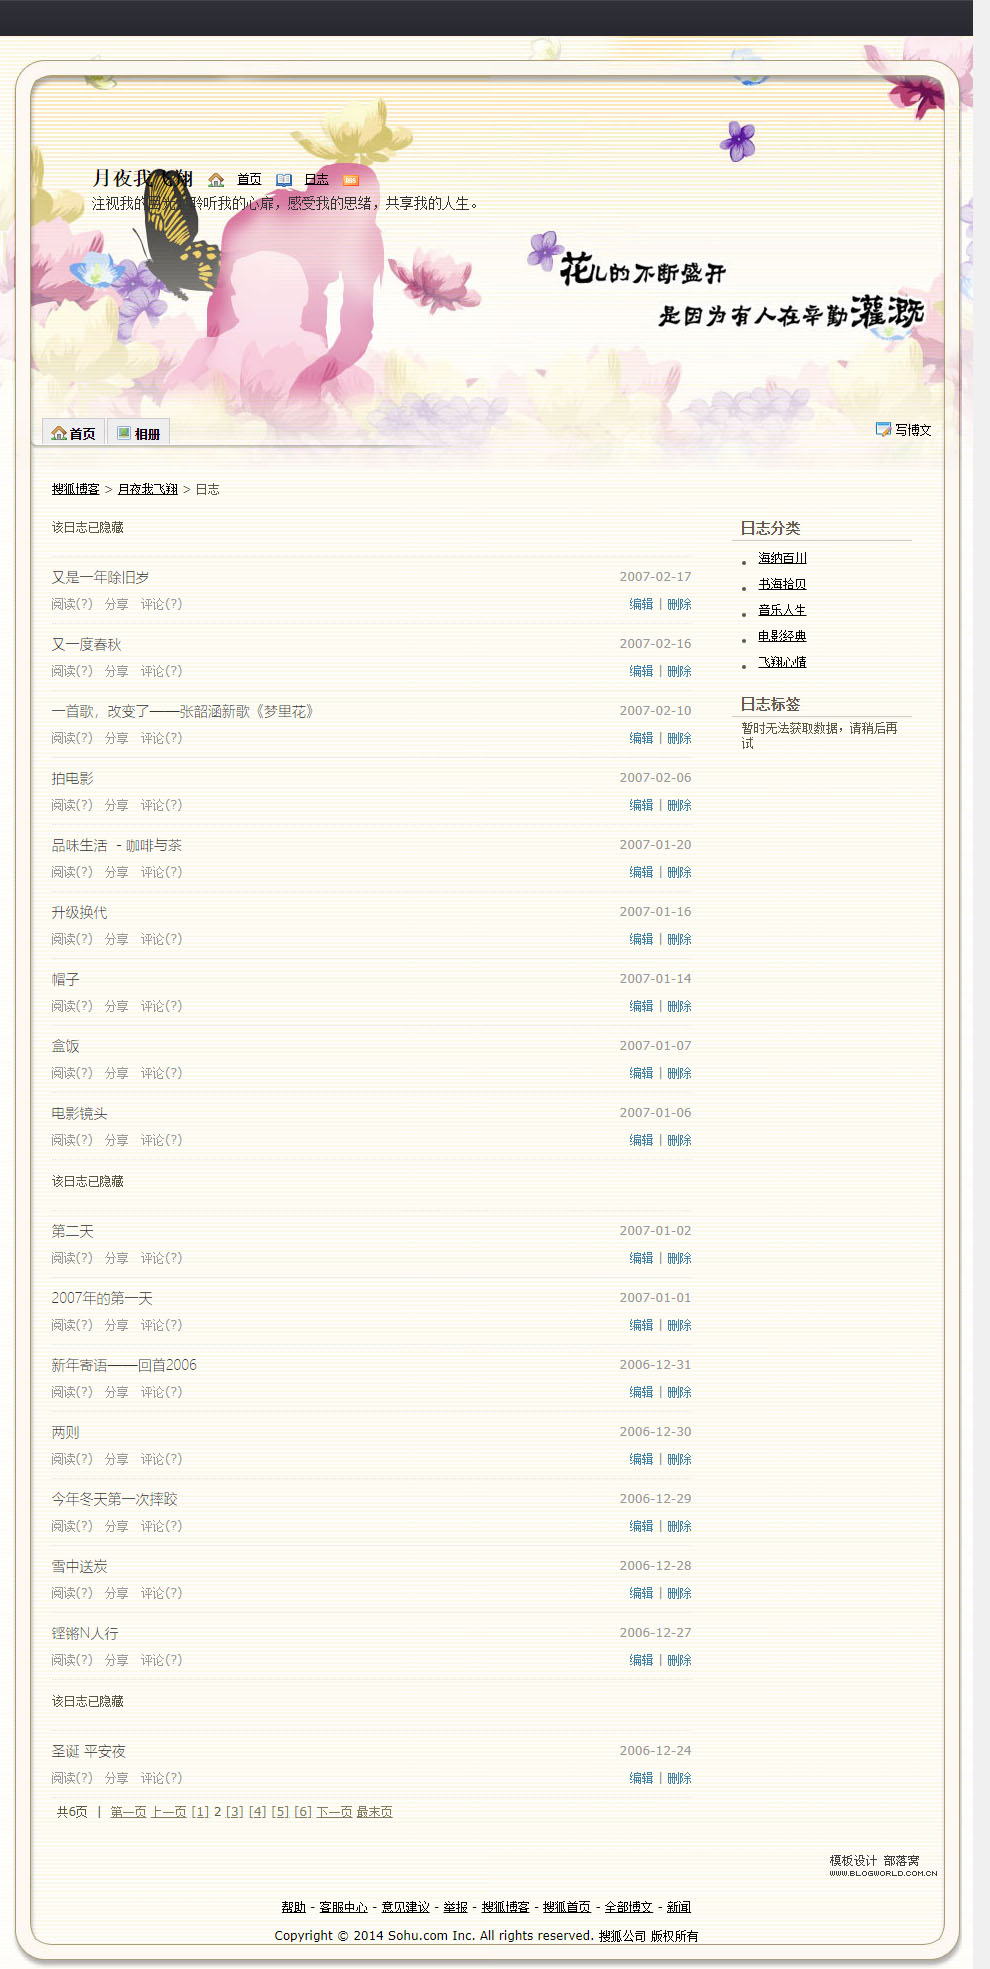 月夜我飞翔 首页 日志
注视我的目光，聆听我的心扉，感受我的思绪，共享我的人生。
花儿的不断盛开
是因为有人在辛勤灌溉
首页 相册 写博文
搜狐博客 > 月夜我飞翔 > 日志
该日志已隐藏
又是一年除旧岁 2007-02-17
阅读(?) 分享 评论(?) 编辑 | 删除
又一度春秋 2007-02-16
阅读(?) 分享 评论(?) 编辑 | 删除
一首歌，改变了——张韶涵新歌《梦里花》 2007-02-10
阅读(?) 分享 评论(?) 编辑 | 删除
拍电影 2007-02-06
阅读(?) 分享 评论(?) 编辑 | 删除
品味生活 - 咖啡与茶 2007-01-20
阅读(?) 分享 评论(?) 编辑 | 删除
升级换代 2007-01-16
阅读(?) 分享 评论(?) 编辑 | 删除
帽子 2007-01-14
阅读(?) 分享 评论(?) 编辑 | 删除
盒饭 2007-01-07
阅读(?) 分享 评论(?) 编辑 | 删除
电影镜头 2007-01-06
阅读(?) 分享 评论(?) 编辑 | 删除
该日志已隐藏
第二天 2007-01-02
阅读(?) 分享 评论(?) 编辑 | 删除
2007年的第一天 2007-01-01
阅读(?) 分享 评论(?) 编辑 | 删除
新年寄语——回首2006 2006-12-31
阅读(?) 分享 评论(?) 编辑 | 删除
两则 2006-12-30
阅读(?) 分享 评论(?) 编辑 | 删除
今年冬天第一次摔跤 2006-12-29
阅读(?) 分享 评论(?) 编辑 | 删除
雪中送炭 2006-12-28
阅读(?) 分享 评论(?) 编辑 | 删除
铿锵N人行 2006-12-27
阅读(?) 分享 评论(?) 编辑 | 删除
该日志已隐藏
圣诞 平安夜 2006-12-24
阅读(?) 分享 评论(?) 编辑 | 删除
共6页 | 第一页 上一页 [1] 2 [3] [4] [5] [6] 下一页 最末页
日志分类
海纳百川
书海拾贝
音乐人生
电影经典
飞翔心情
日志标签
暂时无法获取数据，请稍后再
试
模板设计 部落窝
WWW.BLOGWORLD.COM.CN
帮助 - 客服中心 - 意见建议 - 举报 - 搜狐博客 - 搜狐首页 - 全部博文 - 新闻
Copyright © 2014 Sohu.com Inc. All rights reserved. 搜狐公司 版权所有